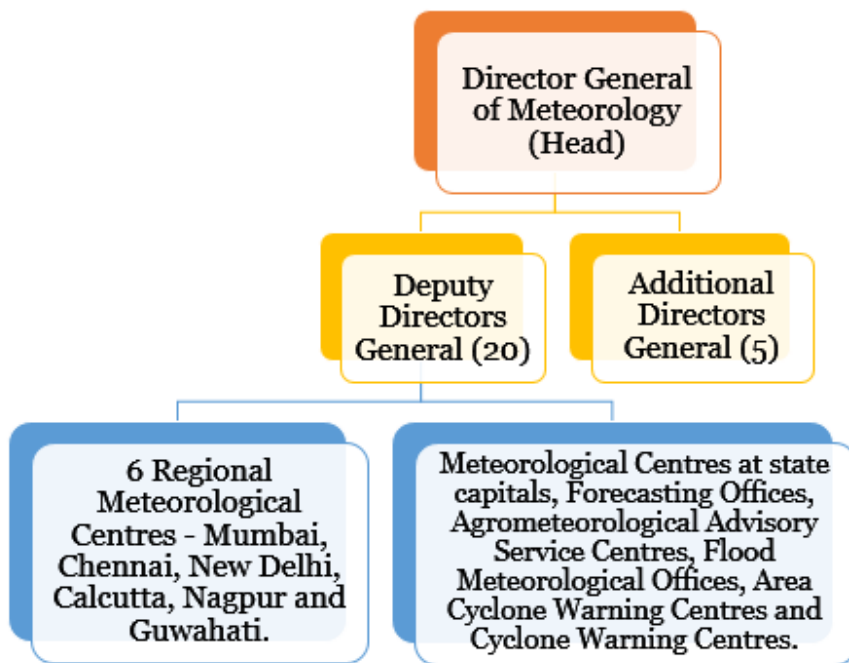 Director General
of Meteorology
(Head)
Deputy
Directors
General (20)
Additional
Directors
General (5)
6 Regional
Meteorological
Centres - Mumbai,
Chennai, New Delhi,
Calcutta, Nagpur and
Guwahati.
Meteorological Centres at state
capitals, Forecasting Offices,
Agrometeorological Advisory
Service Centres, Flood
Meteorological Offices, Area
Cyclone Warning Centres and
Cyclone Warning Centres.